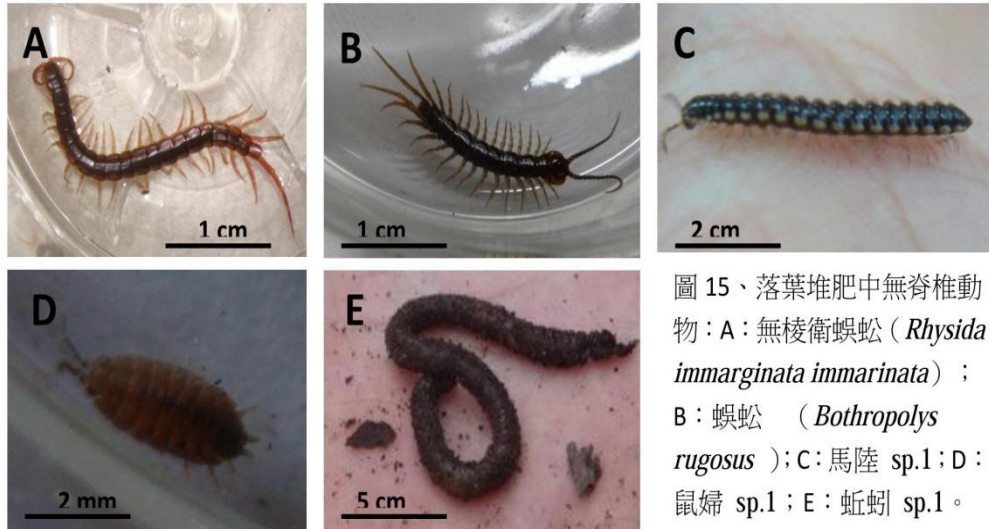 A
1 cm
B
1 cm
C
2 cm
D
2 mm
E
5 cm
圖 15、落葉堆肥中無脊椎動
物：A：無棱衛蜈蚣（Rhysida
immarginata immarinata）；
B：蜈蚣 （Bothropolys
rugosus ）；C：馬陸 sp.1；D：
鼠婦 sp.1；E：蚯蚓 sp.1。